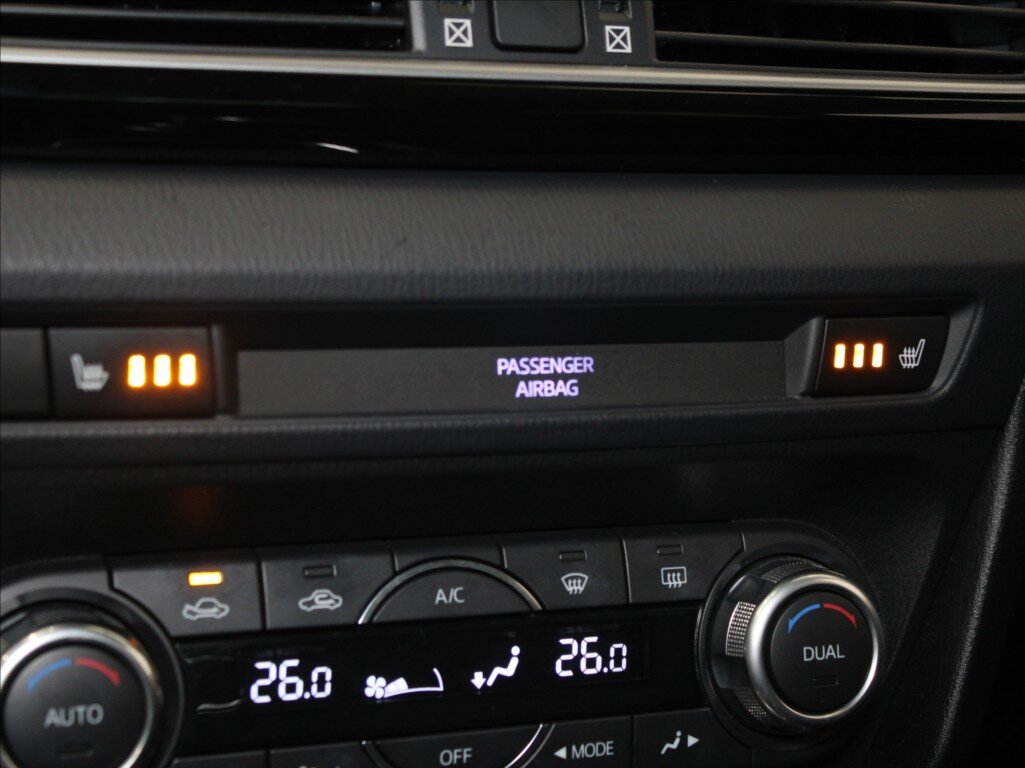 PASSENGER
AIRBAG
A/C
26.0
26.0
DUAL
AUTO
OFF
MODE